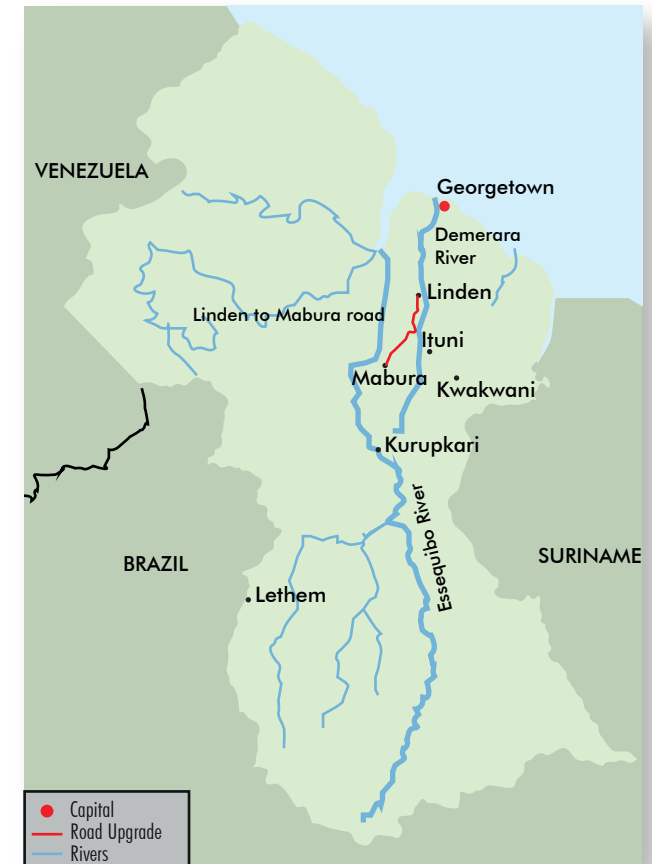 VENEZUELA
Georgetown
Demerara
River
Linden
Linden to Mabura road
Ituni
Mabura
Kwakwani
Kurupkari
Essequibo River
BRAZIL
SURINAME
Lethem
Capital
Road Upgrade
Rivers